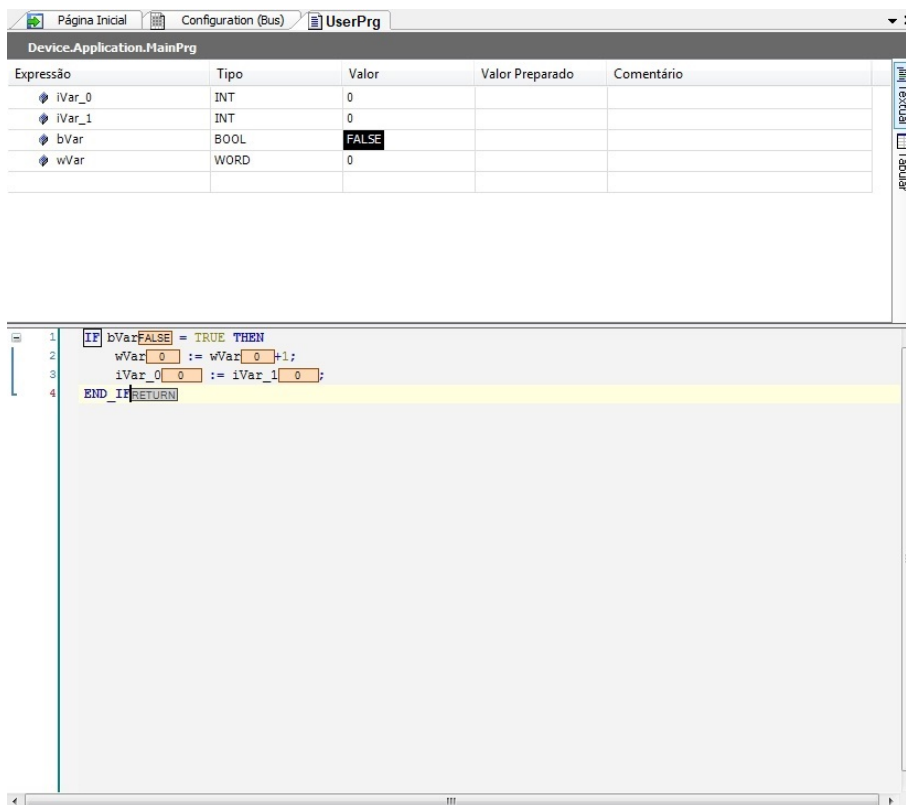 Página Inicial Configuration (Bus) UserPrg
Device.Application.MainPrg
Expressão Tipo Valor Valor Preparado Comentário
iVar_0 INT 0
iVar_1 INT 0
bVar BOOL FALSE
wVar WORD 0
Textual
Tabular
1 IF bVar FALSE = TRUE THEN
2 wVar 0 := wVar 0 +1;
3 iVar_0 0 := iVar_1 0 ;
4 END_IF RETURN